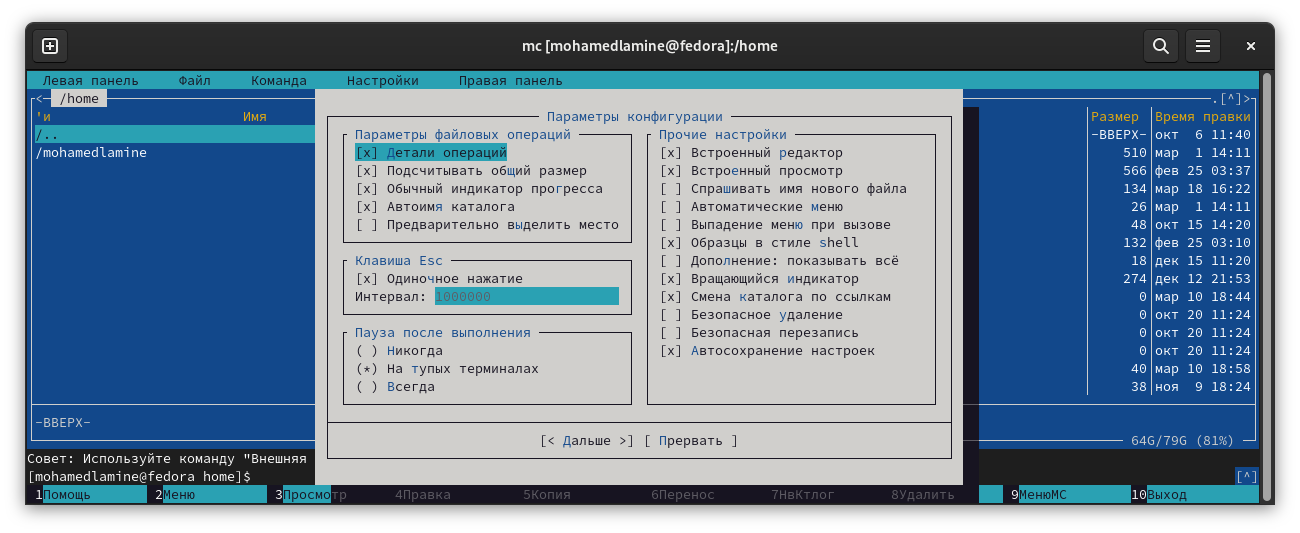 mc [mohamedlamine@fedora]:/home
Левая панель Файл Команда Настройки Правая панель
<- /home .[^]>
Параметры конфигурации
'и Имя Размер Время правки
/.. -ВВЕРХ- окт 6 11:40
/mohamedlamine 510 мар 1 14:11
566 фев 25 03:37
134 мар 18 16:22
26 мар 1 14:11
48 окт 15 14:20
132 фев 25 03:10
18 дек 15 11:20
274 дек 12 21:53
0 мар 10 18:44
0 окт 20 11:24
0 окт 20 11:24
0 окт 20 11:24
40 мар 10 18:58
38 ноя 9 18:24
Параметры файловых операций
[x] Детали операций
[x] Подсчитывать общий размер
[x] Обычный индикатор прогресса
[x] Автоимя каталога
[ ] Предварительно выделить место
Клавиша Esc
[x] Одиночное нажатие
Интервал: 1000000
Пауза после выполнения
( ) Никогда
(*) На тупых терминалах
( ) Всегда
Прочие настройки
[x] Встроенный редактор
[x] Встроенный просмотр
[ ] Спрашивать имя нового файла
[ ] Автоматические меню
[ ] Выпадение меню при вызове
[x] Образцы в стиле shell
[ ] Дополнение: показывать всё
[x] Вращающийся индикатор
[x] Смена каталога по ссылкам
[ ] Безопасное удаление
[ ] Безопасная перезапись
[x] Автосохранение настроек
[< Дальше >] [ Прервать ]
-ВВЕРХ-
64G/79G (81%)
Совет: Используйте команду "Внешняя
[mohamedlamine@fedora home]$ [^]
1Помощь 2Меню 3Просмотр 4Правка 5Копия 6Перенос 7НвКтлог 8Удалить 9МенюМС 10Выход